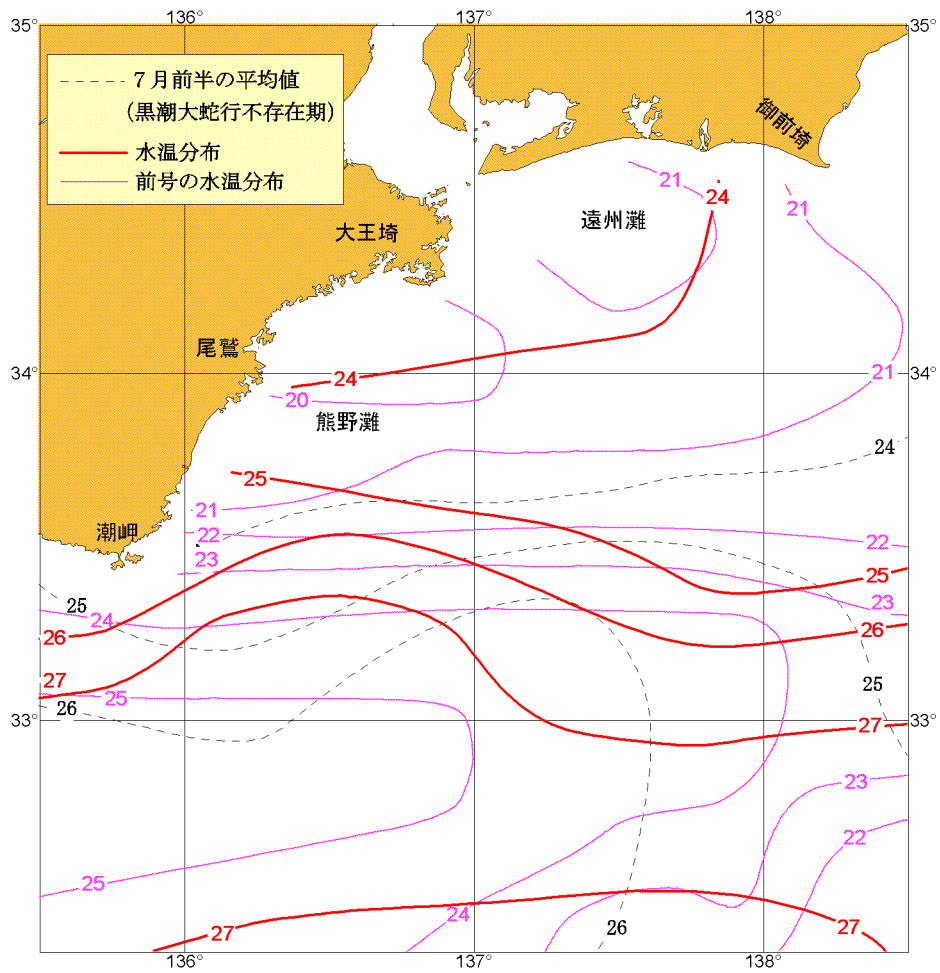 136° 137° 138°
35° 35°
７月前半の平均値
(黒潮大蛇行不存在期)
水温分布
前号の水温分布
御前埼
21 24 21
遠州灘
大王埼
尾鷲
34° 34°
24 21
20
熊野灘
24
25
21
潮岬
22 22
23
25
25 23
24
26 26
27 25
25
26
33° 33°
27
23
22
25
24
26
27 27
136° 137° 138°